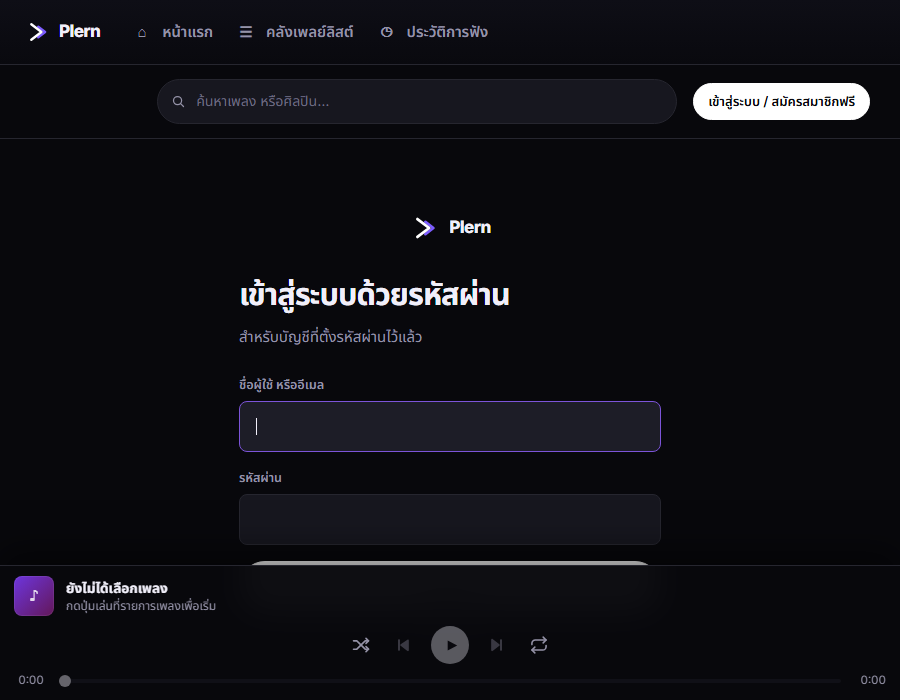 Plern
หน้าแรก
คลังเพลย์ลิสต์
ประวัติการฟัง
ค้นหาเพลง หรือศิลปิน...
เข้าสู่ระบบ / สมัครสมาชิกฟรี
Plern
เข้าสู่ระบบด้วยรหัสผ่าน
สำหรับบัญชีที่ตั้งรหัสผ่านไว้แล้ว
ชื่อผู้ใช้ หรืออีเมล
รหัสผ่าน
ยังไม่ได้เลือกเพลง
กดปุ่มเล่นที่รายการเพลงเพื่อเริ่ม
0:00
0:00